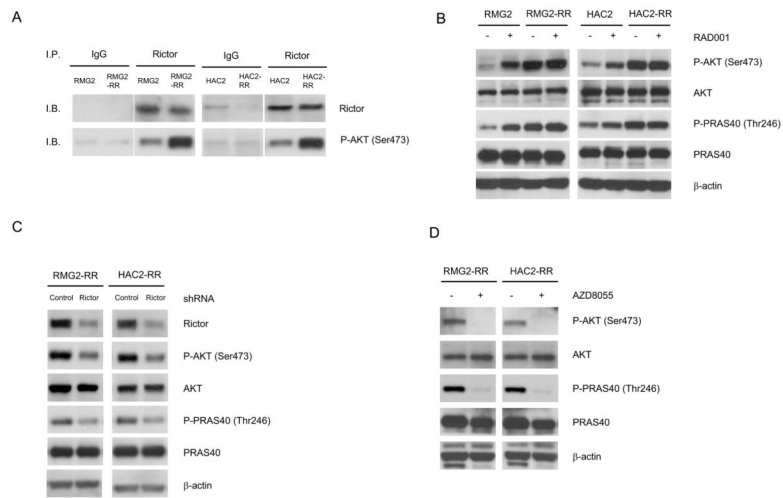 A
I.P. IgG Rictor IgG Rictor
RMG2 RMG2-RR RMG2 RMG2-RR HAC2 HAC2-RR HAC2 HAC2-RR
I.B. Rictor
I.B. P-AKT (Ser473)
B
RMG2 RMG2-RR HAC2 HAC2-RR
- + - + - + - + RAD001
P-AKT (Ser473)
AKT
P-PRAS40 (Thr246)
PRAS40
β-actin
C
RMG2-RR HAC2-RR
Control Rictor Control Rictor shRNA
Rictor
P-AKT (Ser473)
AKT
P-PRAS40 (Thr246)
PRAS40
β-actin
D
RMG2-RR HAC2-RR
- + - + AZD8055
P-AKT (Ser473)
AKT
P-PRAS40 (Thr246)
PRAS40
β-actin